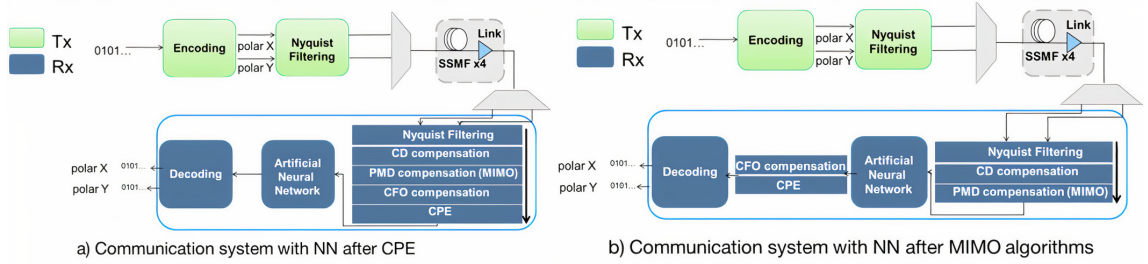 Tx
Rx
0101...
Encoding
polar X
polar Y
Nyquist
Filtering
Link
SSMF x4
Nyquist Filtering
CD compensation
PMD compensation (MIMO)
CFO compensation
CPE
Artificial
Neural
Network
Decoding
polar X
0101...
polar Y
0101...
a) Communication system with NN after CPE
Tx
Rx
0101...
Encoding
polar X
polar Y
Nyquist
Filtering
Link
SSMF x4
Nyquist Filtering
CD compensation
PMD compensation (MIMO)
Artificial
Neural
Network
CFO compensation
CPE
Decoding
polar X
0101...
polar Y
0101...
b) Communication system with NN after MIMO algorithms